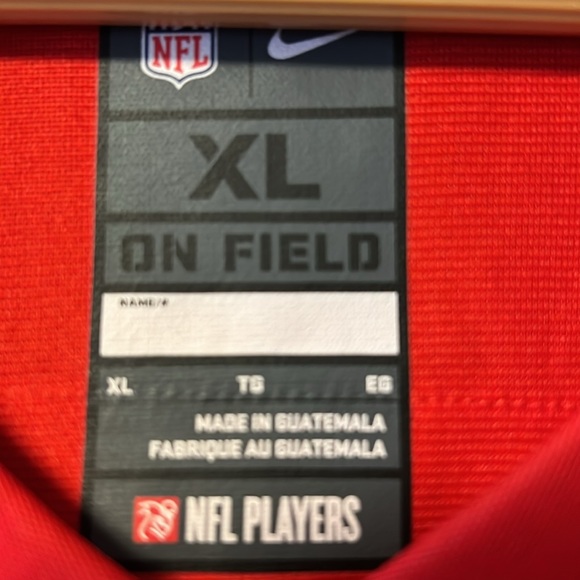 NFL
XL
ON FIELD
NAME/#
XL TG EG
MADE IN GUATEMALA
FABRIQUE AU GUATEMALA
NFL PLAYERS